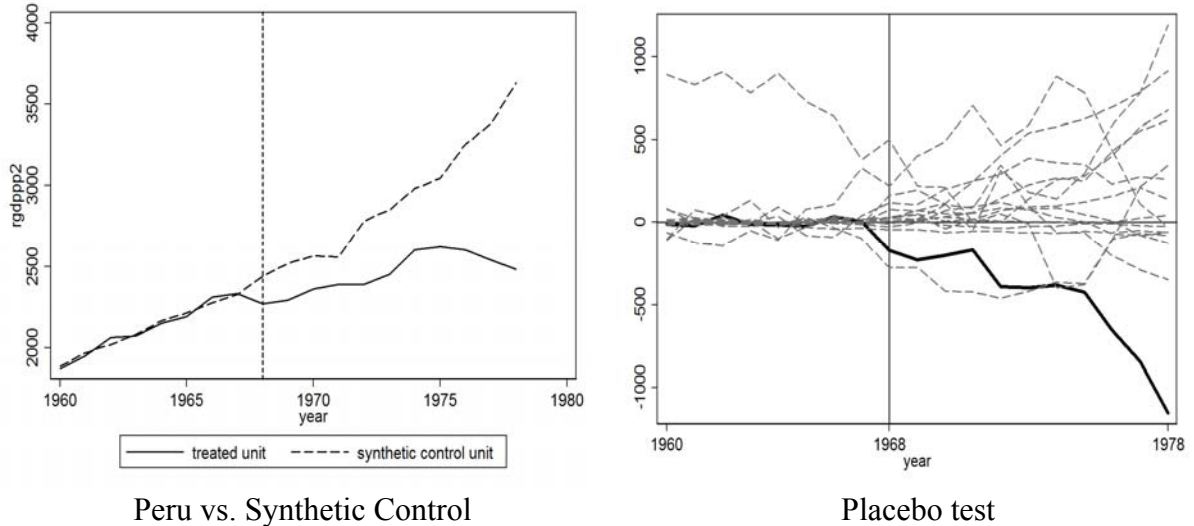 4000
3500
3000
2500
2000
rgdppp2
1960 1965 1970 1975 1980
year
treated unit synthetic control unit
Peru vs. Synthetic Control
1000
500
0
-500
-1000
1960 1968 1978
year
Placebo test